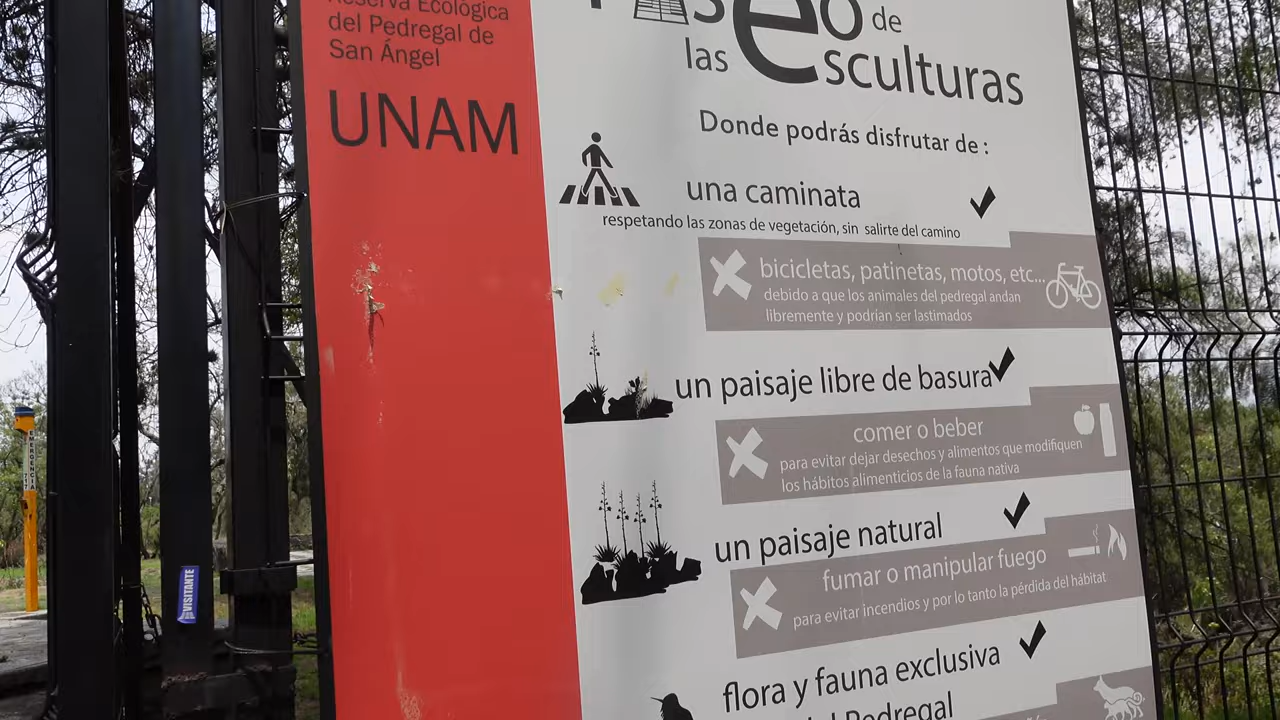 Reserva Ecológica
del Pedregal de
San Ángel
UNAM
Paseo de
las esculturas
Donde podrás disfrutar de :
una caminata
respetando las zonas de vegetación, sin salirte del camino
bicicletas, patinetas, motos, etc...
debido a que los animales del pedregal andan
libremente y podrían ser lastimados
un paisaje libre de basura
comer o beber
para evitar dejar desechos y alimentos que modifiquen
los hábitos alimenticios de la fauna nativa
un paisaje natural
fumar o manipular fuego
para evitar incendios y por lo tanto la pérdida del hábitat
flora y fauna exclusiva
del Pedregal
EMERGENCIA
VISITANTE